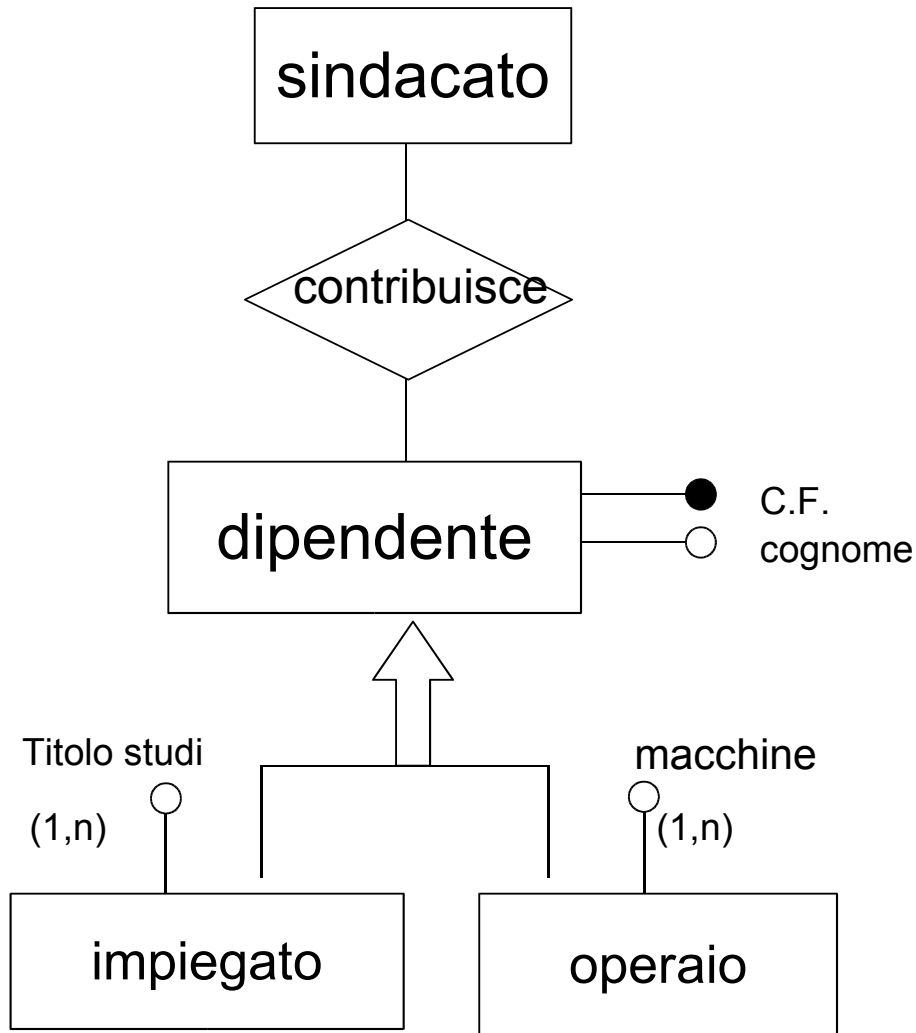 sindacato
contribuisce
dipendente
C.F.
cognome
Titolo studi
(1,n)
macchine
(1,n)
impiegato
operaio